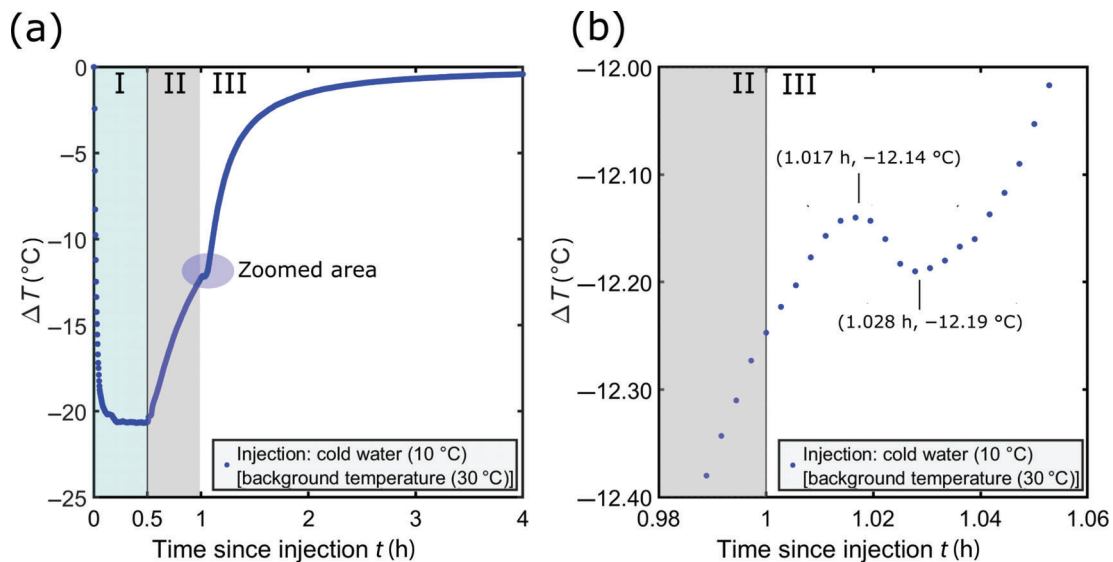 (a)
I II III
0
−5
−10
−15
−20
−25
ΔT (°C)
Zoomed area
Injection: cold water (10 °C)
[background temperature (30 °C)]
0 0.5 1 2 3 4
Time since injection t (h)
(b)
II III
−12.00
−12.10
−12.20
−12.30
−12.40
ΔT (°C)
(1.017 h, −12.14 °C)
(1.028 h, −12.19 °C)
Injection: cold water (10 °C)
[background temperature (30 °C)]
0.98 1 1.02 1.04 1.06
Time since injection t (h)